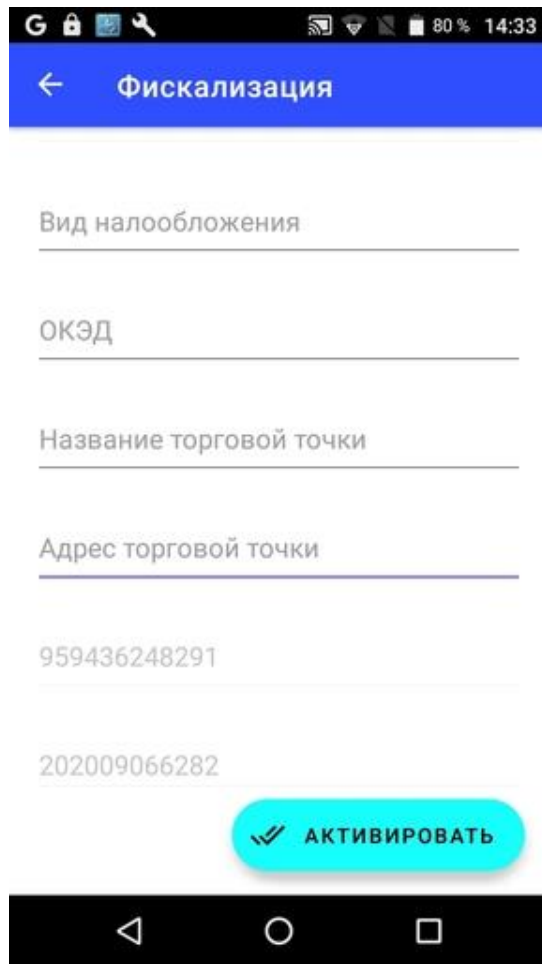 G 80 % 14:33
Фискализация
Вид налообложения
ОКЭД
Название торговой точки
Адрес торговой точки
959436248291
202009066282
АКТИВИРОВАТЬ